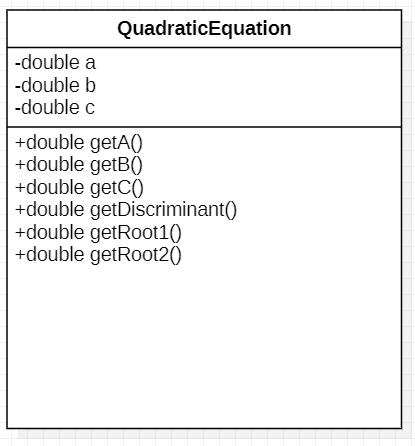 QuadraticEquation
-double a
-double b
-double c
+double getA()
+double getB()
+double getC()
+double getDiscriminant()
+double getRoot1()
+double getRoot2()